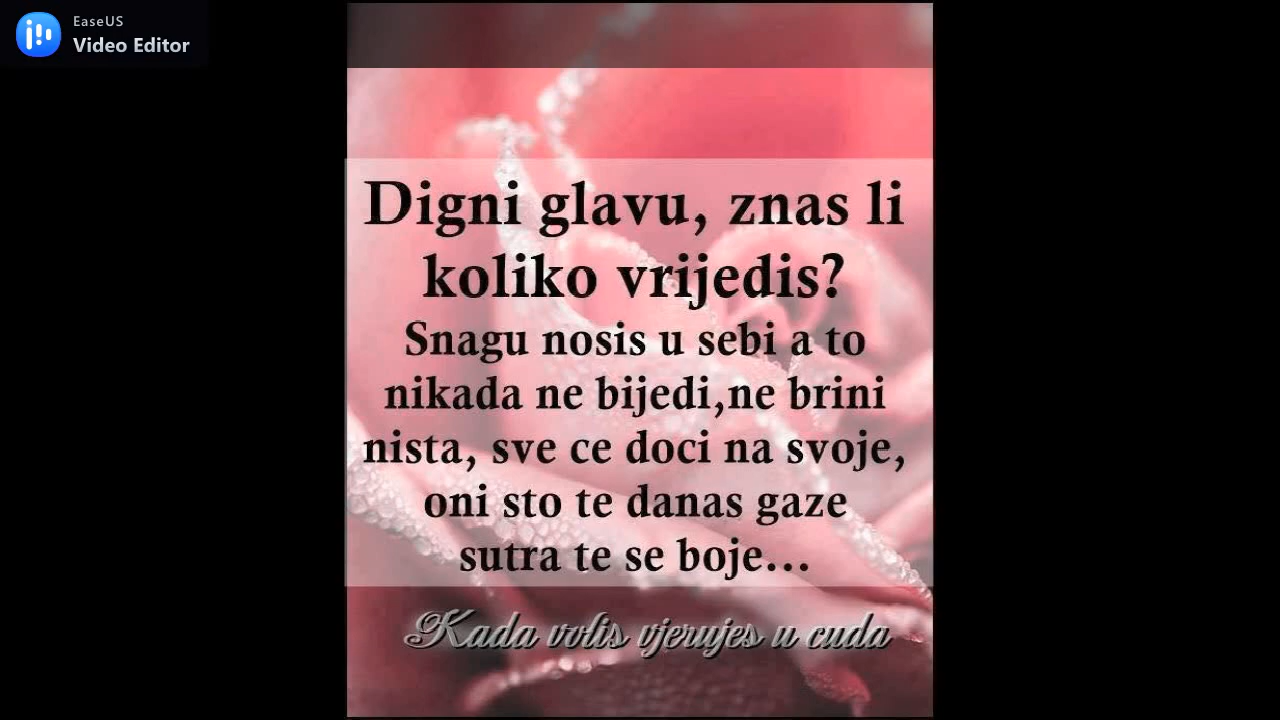 EaseUS
Video Editor
Digni glavu, znas li
koliko vrijedis?
Snagu nosis u sebi a to
nikada ne bijedi,ne brini
nista, sve ce doci na svoje,
oni sto te danas gaze
sutra te se boje...
Kada volis vjerujes u cuda